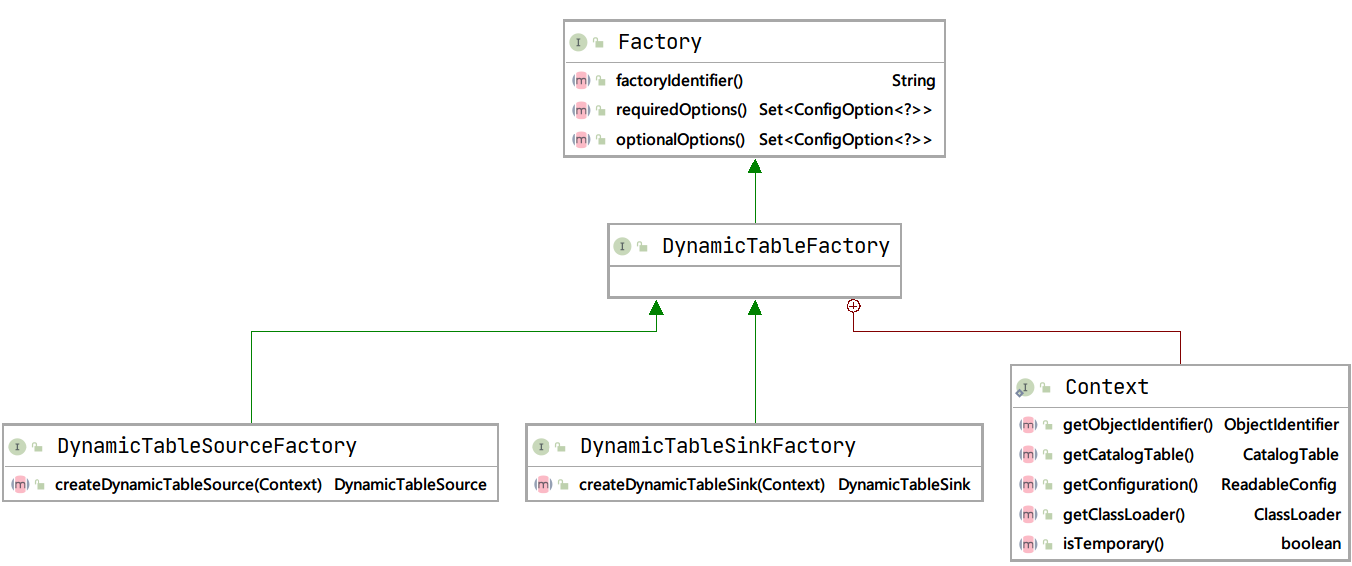 Factory
factoryIdentifier() String
requiredOptions() Set<ConfigOption<?>>
optionalOptions() Set<ConfigOption<?>>
DynamicTableFactory
Context
getObjectIdentifier() ObjectIdentifier
getCatalogTable() CatalogTable
getConfiguration() ReadableConfig
getClassLoader() ClassLoader
isTemporary() boolean
DynamicTableSourceFactory
createDynamicTableSource(Context) DynamicTableSource
DynamicTableSinkFactory
createDynamicTableSink(Context) DynamicTableSink